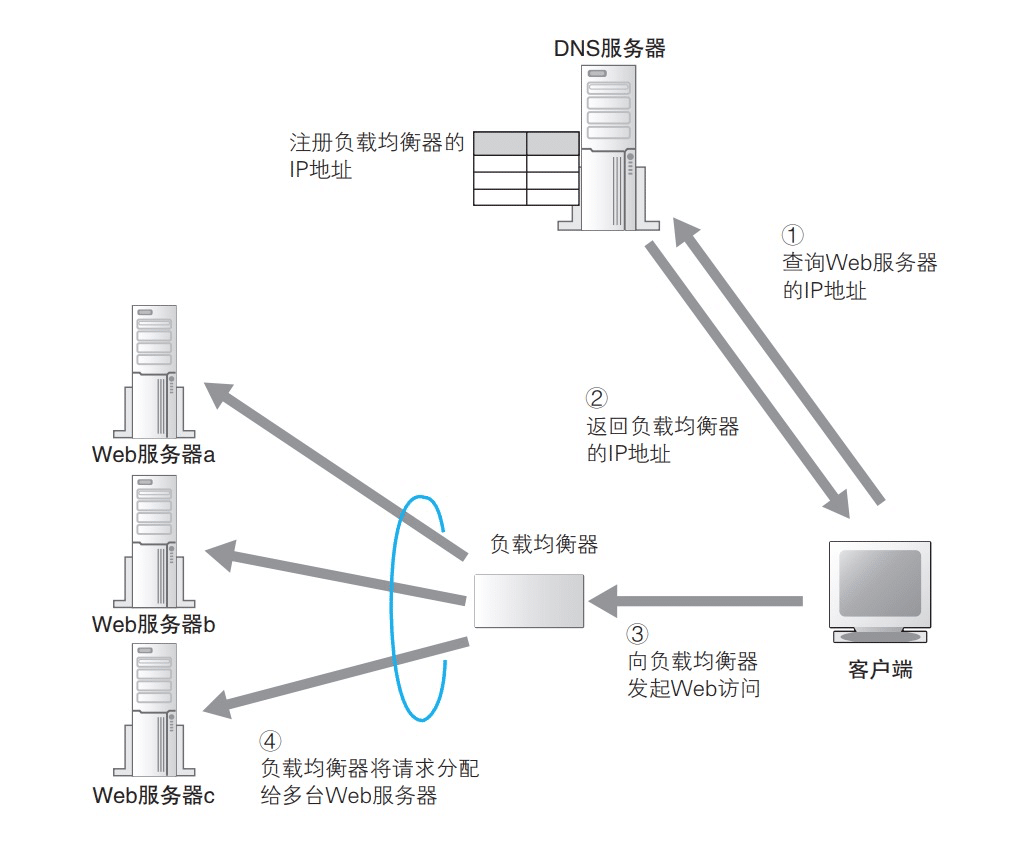 DNS服务器
注册负载均衡器的
IP地址
①
查询Web服务器
的IP地址
②
返回负载均衡器
的IP地址
Web服务器a
负载均衡器
Web服务器b
③
向负载均衡器
发起Web访问
客户端
④
负载均衡器将请求分配
给多台Web服务器
Web服务器c